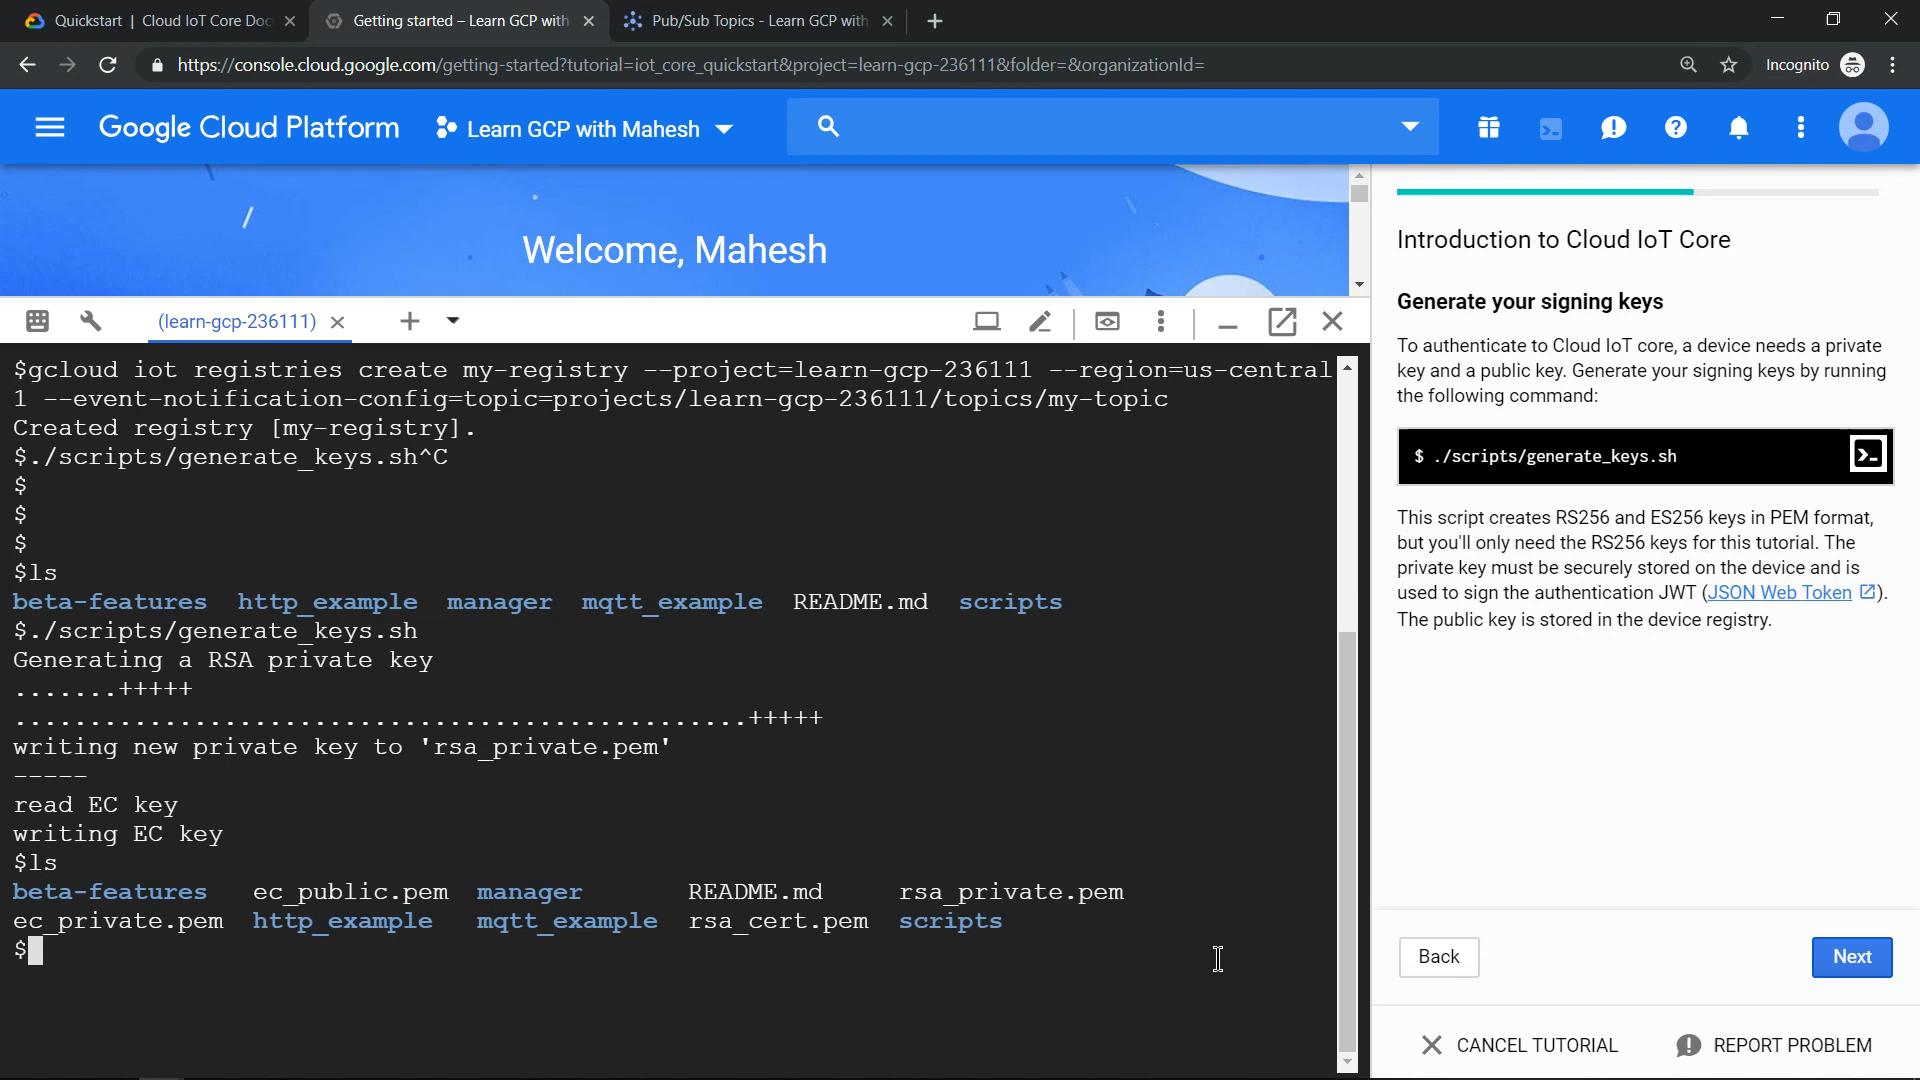 Quickstart | Cloud IoT Core Doc
Getting started – Learn GCP with
Pub/Sub Topics - Learn GCP with
https://console.cloud.google.com/getting-started?tutorial=iot_core_quickstart&project=learn-gcp-236111&folder=&organizationId=
Incognito
Google Cloud Platform
Learn GCP with Mahesh
Welcome, Mahesh
(learn-gcp-236111)
$gcloud iot registries create my-registry --project=learn-gcp-236111 --region=us-central
1 --event-notification-config=topic=projects/learn-gcp-236111/topics/my-topic
Created registry [my-registry].
$./scripts/generate_keys.sh^C
$
$
$
$ls
beta-features http_example manager mqtt_example README.md scripts
$./scripts/generate_keys.sh
Generating a RSA private key
.......+++++
.................................................+++++
writing new private key to 'rsa_private.pem'
-----
read EC key
writing EC key
$ls
beta-features ec_public.pem manager README.md rsa_private.pem
ec_private.pem http_example mqtt_example rsa_cert.pem scripts
$
Introduction to Cloud IoT Core
Generate your signing keys
To authenticate to Cloud IoT core, a device needs a private
key and a public key. Generate your signing keys by running
the following command:
$ ./scripts/generate_keys.sh
This script creates RS256 and ES256 keys in PEM format,
but you'll only need the RS256 keys for this tutorial. The
private key must be securely stored on the device and is
used to sign the authentication JWT (JSON Web Token).
The public key is stored in the device registry.
Back
Next
CANCEL TUTORIAL
REPORT PROBLEM